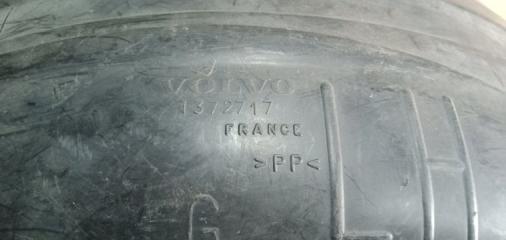 VOLVO
1372717
FRANCE
>PP<
G L H